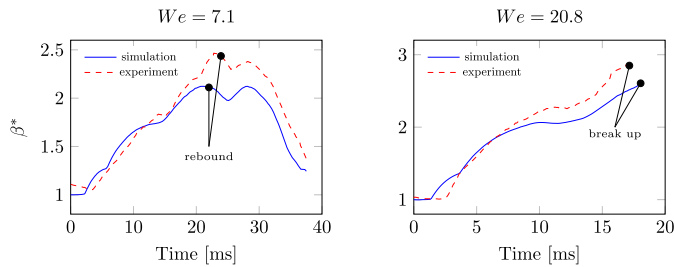 We = 7.1
We = 20.8
2.5
2
1.5
1
β*
simulation
experiment
rebound
0
10
20
30
40
Time [ms]
3
2
1
simulation
experiment
break up
0
5
10
15
20
Time [ms]